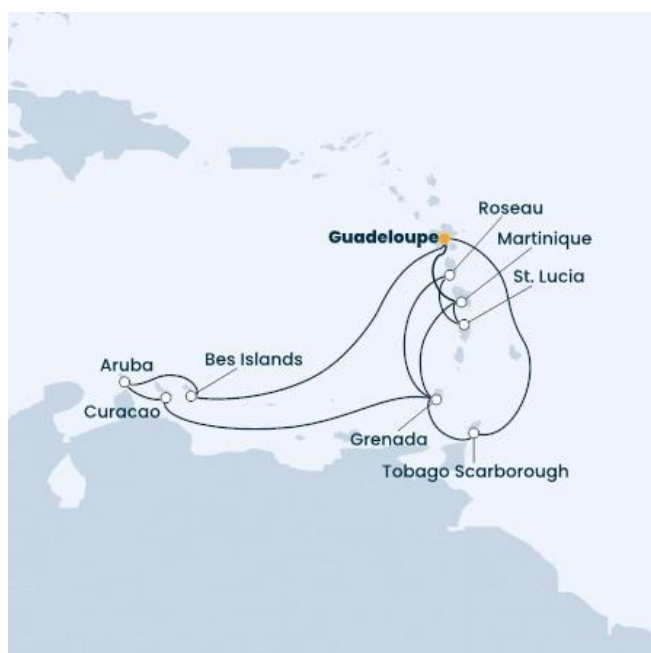 Roseau
Guadeloupe
Martinique
St. Lucia
Aruba
Bes Islands
Curacao
Grenada
Tobago Scarborough